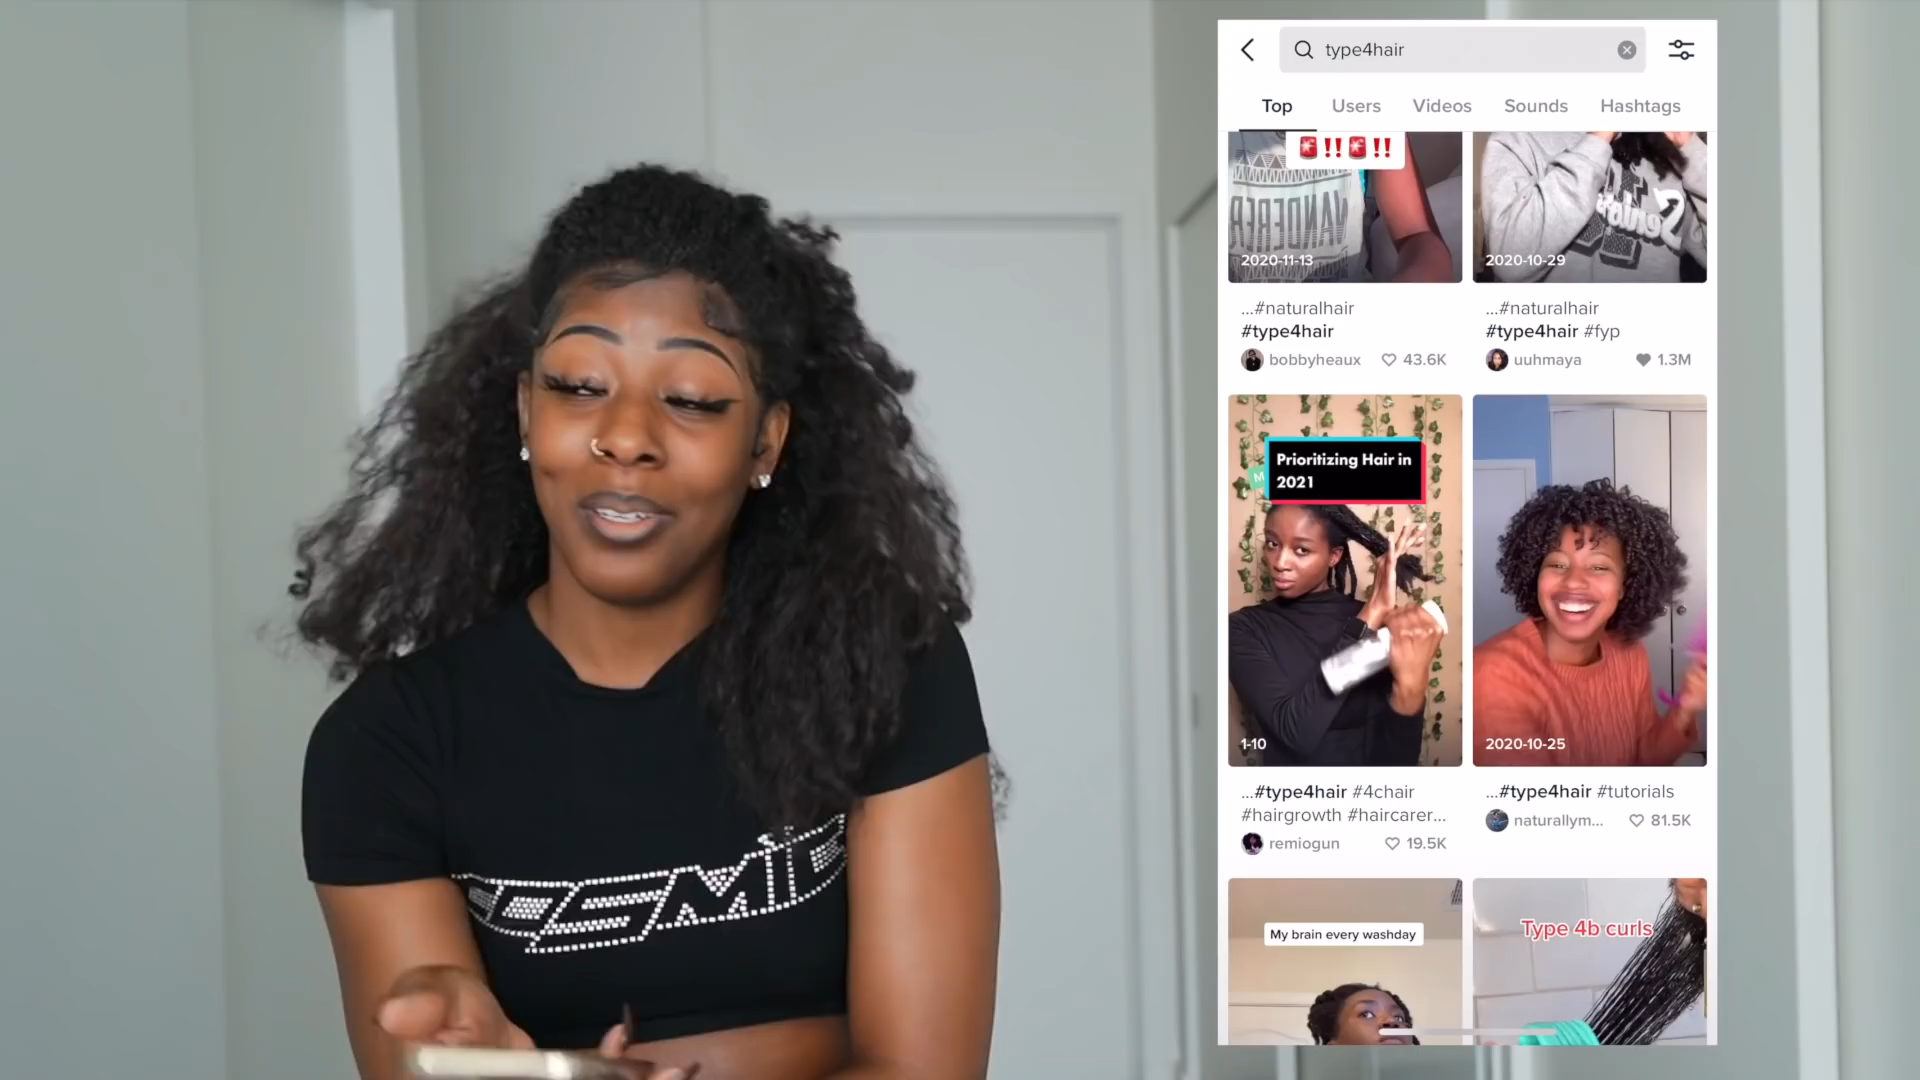 type4hair
Top Users Videos Sounds Hashtags
2020-11-13
2020-10-29
...#naturalhair
#type4hair
bobbyheaux 43.6K
...#naturalhair
#type4hair #fyp
uuhmaya 1.3M
Prioritizing Hair in
2021
1-10
2020-10-25
...#type4hair #4chair
#hairgrowth #haircarer...
remiogun 19.5K
...#type4hair #tutorials
naturallym... 81.5K
My brain every washday
Type 4b curls